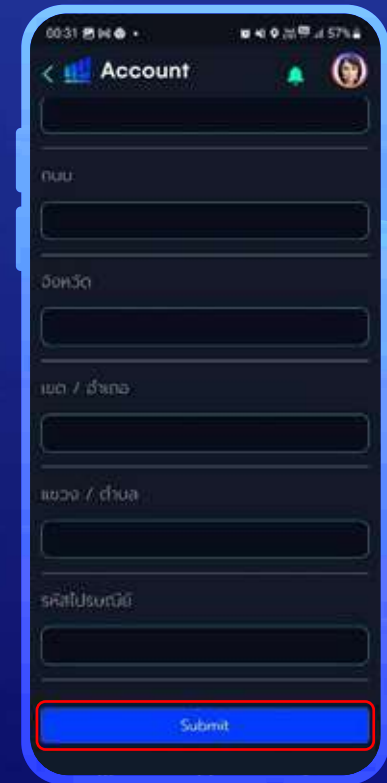 00:31
57%
Account
ถนน
จังหวัด
เขต / อำเภอ
แขวง / ตำบล
รหัสไปรษณีย์
Submit